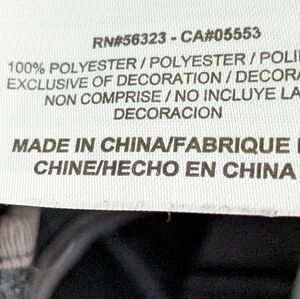 RN#56323 - CA#05553
100% POLYESTER / POLYESTER / POLI
EXCLUSIVE OF DECORATION / DECORA
NON COMPRISE / NO INCLUYE LA
DECORACION
MADE IN CHINA/FABRIQUE
CHINE/HECHO EN CHINA